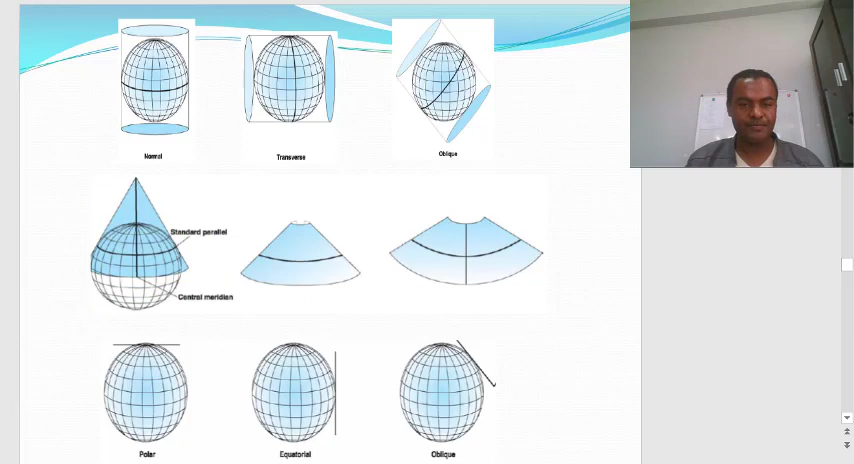 Normal
Transverse
Oblique
Standard parallel
Central meridian
Polar
Equatorial
Oblique